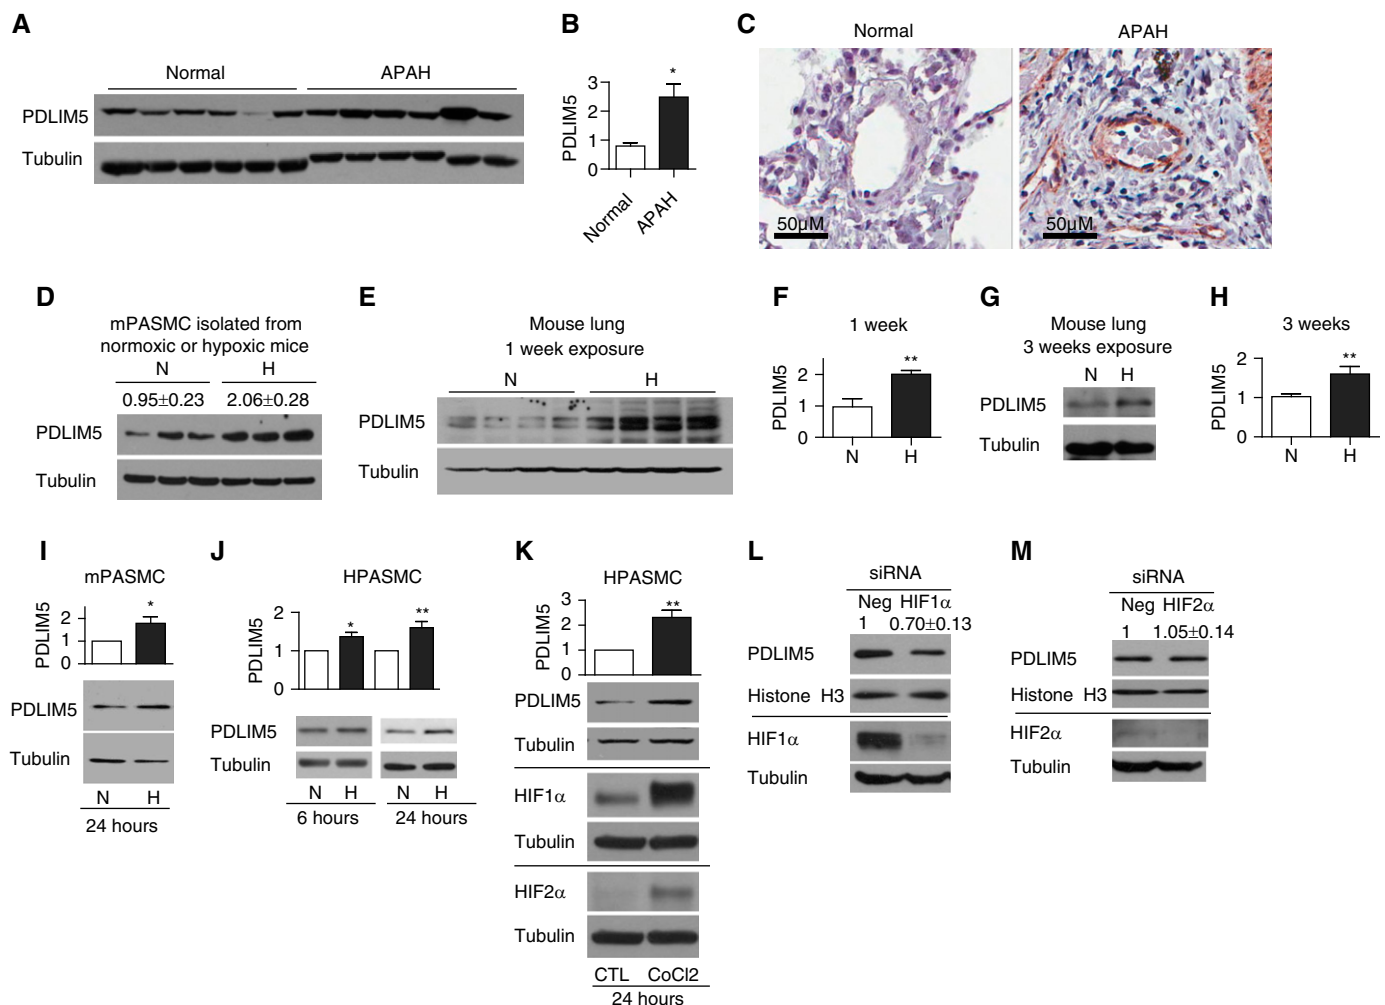 A
Normal
APAH
PDLIM5
Tubulin
B
PDLIM5
3
2
1
0
*
Normal
APAH
C
Normal
APAH
50µM
50µM
D
mPASMC isolated from
normoxic or hypoxic mice
N
H
0.95±0.23
2.06±0.28
PDLIM5
Tubulin
E
Mouse lung
1 week exposure
N
H
PDLIM5
Tubulin
F
1 week
PDLIM5
2
1
0
**
N
H
G
Mouse lung
3 weeks exposure
N
H
PDLIM5
Tubulin
H
3 weeks
PDLIM5
2
1
0
**
N
H
I
mPASMC
PDLIM5
2
1
0
*
PDLIM5
Tubulin
N
H
24 hours
J
HPASMC
PDLIM5
2
1
0
*
**
PDLIM5
Tubulin
N
H
N
H
6 hours
24 hours
K
HPASMC
PDLIM5
3
2
1
0
**
PDLIM5
Tubulin
HIF1α
Tubulin
HIF2α
Tubulin
CTL
CoCl2
24 hours
L
siRNA
Neg HIF1α
1 0.70±0.13
PDLIM5
Histone H3
HIF1α
Tubulin
M
siRNA
Neg HIF2α
1 1.05±0.14
PDLIM5
Histone H3
HIF2α
Tubulin